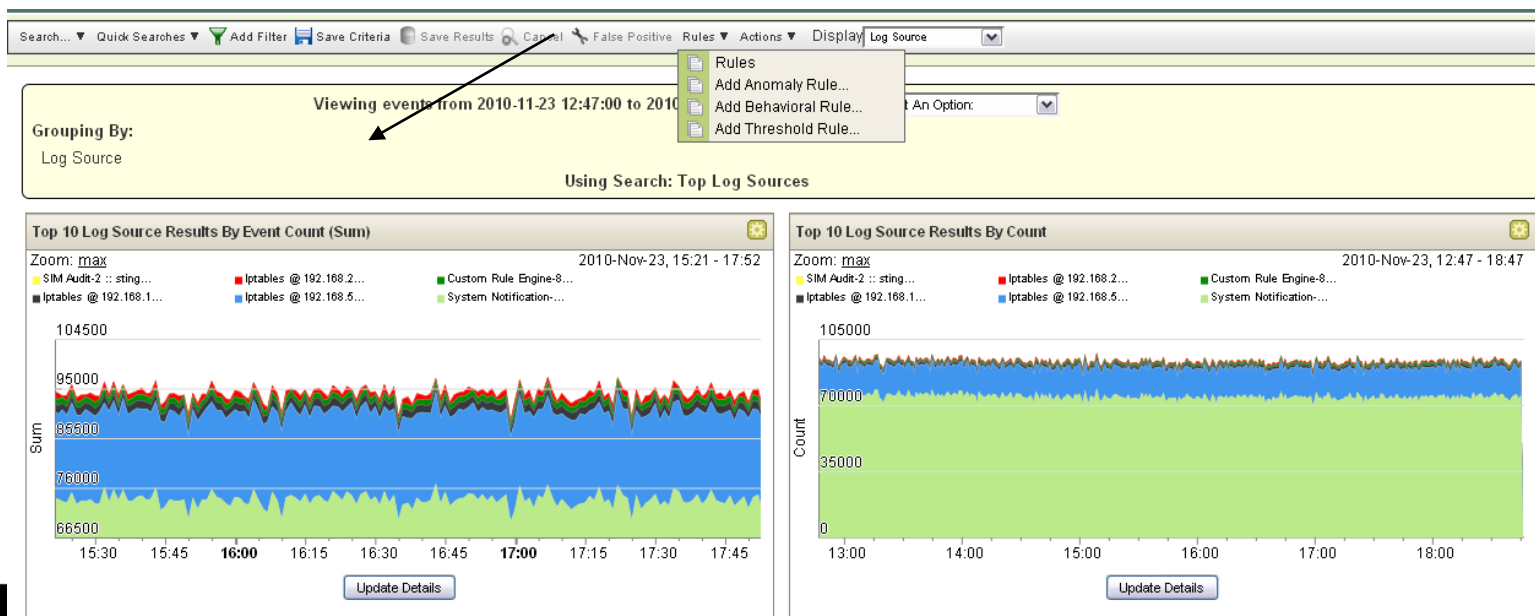 Search... ▼ Quick Searches ▼ Add Filter Save Criteria Save Results Cancel False Positive Rules ▼ Actions ▼ Display Log Source
Rules
Add Anomaly Rule...
Add Behavioral Rule...
Add Threshold Rule...
Viewing events from 2010-11-23 12:47:00 to 2010 An Option:
Grouping By:
Log Source
Using Search: Top Log Sources
Top 10 Log Source Results By Event Count (Sum)
Zoom: max 2010-Nov-23, 15:21 - 17:52
SIM Audit-2 :: sting... Iptables @ 192.168.2... Custom Rule Engine-8...
Iptables @ 192.168.1... Iptables @ 192.168.5... System Notification-...
104500
95000
85500
76000
66500
Sum
15:30 15:45 16:00 16:15 16:30 16:45 17:00 17:15 17:30 17:45
Update Details
Top 10 Log Source Results By Count
Zoom: max 2010-Nov-23, 12:47 - 18:47
SIM Audit-2 :: sting... Iptables @ 192.168.2... Custom Rule Engine-8...
Iptables @ 192.168.1... Iptables @ 192.168.5... System Notification-...
105000
70000
35000
0
Count
13:00 14:00 15:00 16:00 17:00 18:00
Update Details